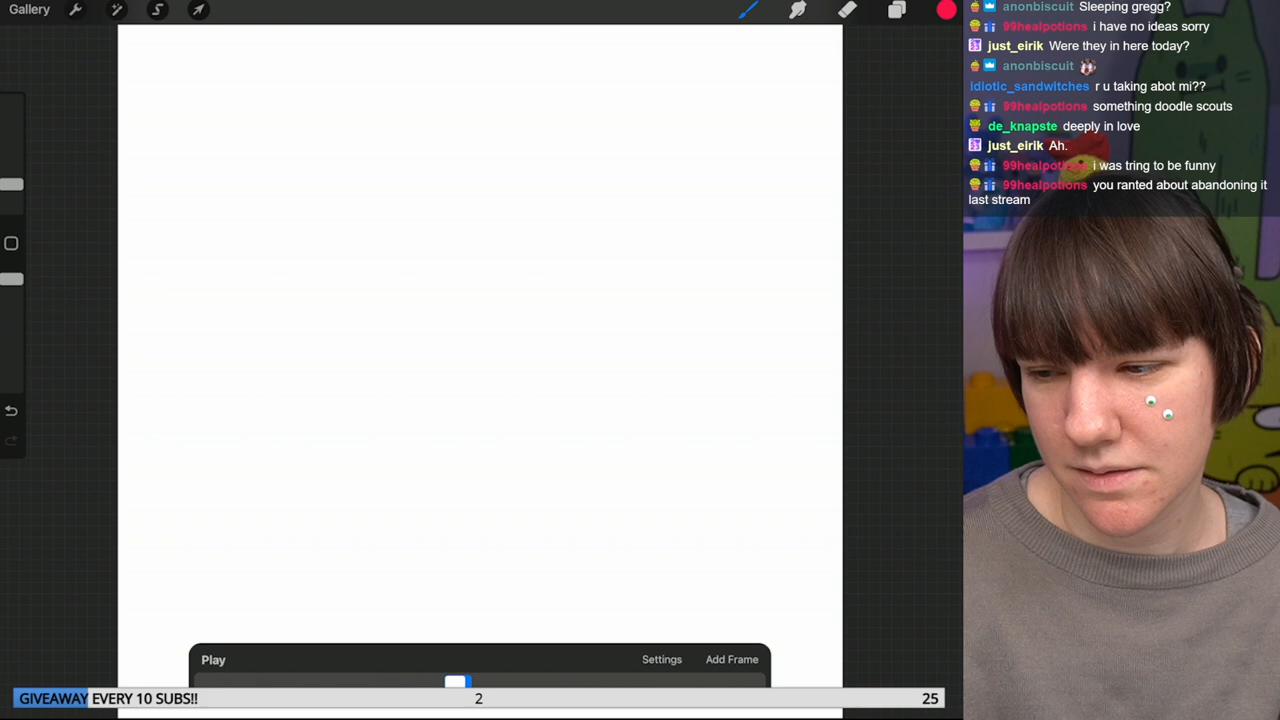 Gallery
anonbiscuit Sleeping gregg?
99healpotions i have no ideas sorry
just_eirik Were they in here today?
anonbiscuit
idiotic_sandwitches r u taking abot mi??
99healpotions something doodle scouts
de_knapste deeply in love
just_eirik Ah.
99healpotions i was tring to be funny
99healpotions you ranted about abandoning it
last stream
Play Settings Add Frame
GIVEAWAY EVERY 10 SUBS!! 2 25